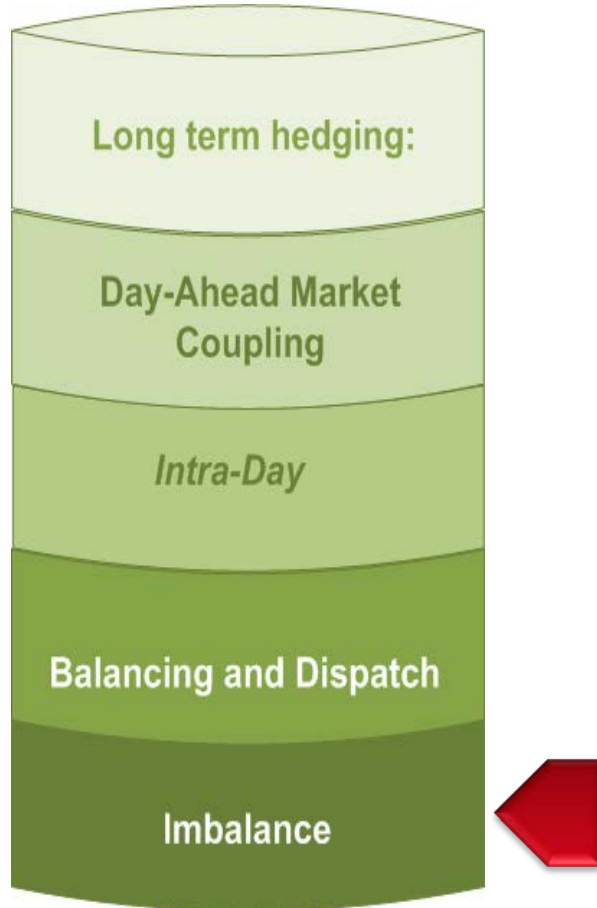 Long term hedging:
Day-Ahead Market
Coupling
Intra-Day
Balancing and Dispatch
Imbalance